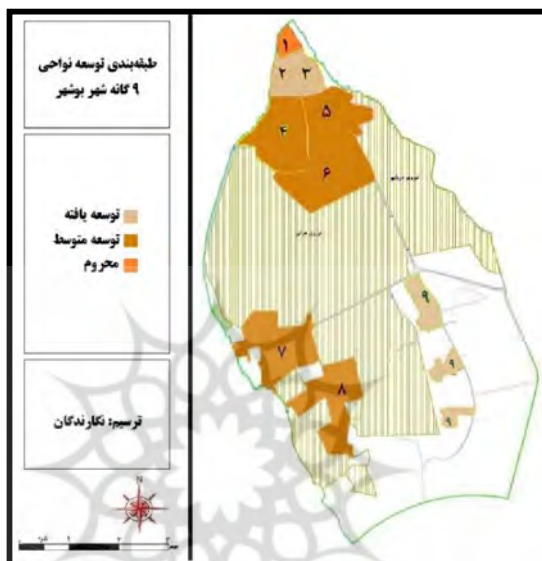 طبقه‌بندی توسعه نواحی
۹ گانه شهر بوشهر
توسعه یافته
توسعه متوسط
محروم
ترسیم: نگارندگان
N
۱
۲
۳
۴
۵
۶
۷
۸
۹
۹
۹